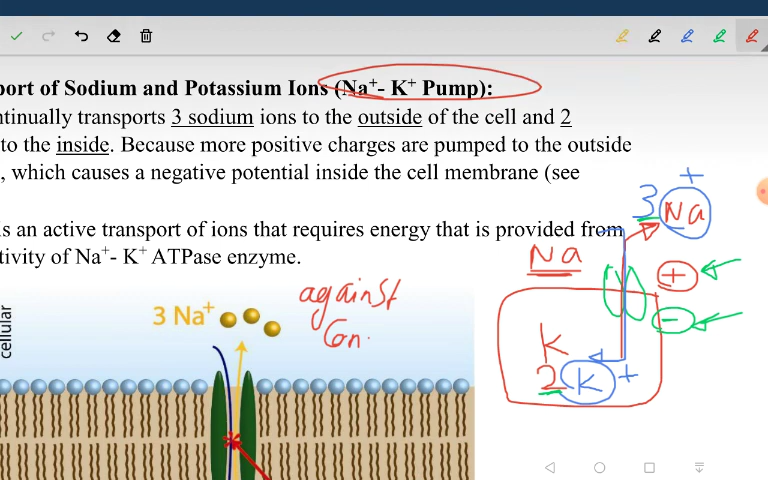 port of Sodium and Potassium Ions (Na⁺- K⁺ Pump):
ntinually transports 3 sodium ions to the outside of the cell and 2
to the inside. Because more positive charges are pumped to the outside
, which causes a negative potential inside the cell membrane (see
is an active transport of ions that requires energy that is provided from
tivity of Na⁺- K⁺ ATPase enzyme.
cellular
3 Na⁺
against
Con.
+
3 Na
Na
+
-
K
2 K +